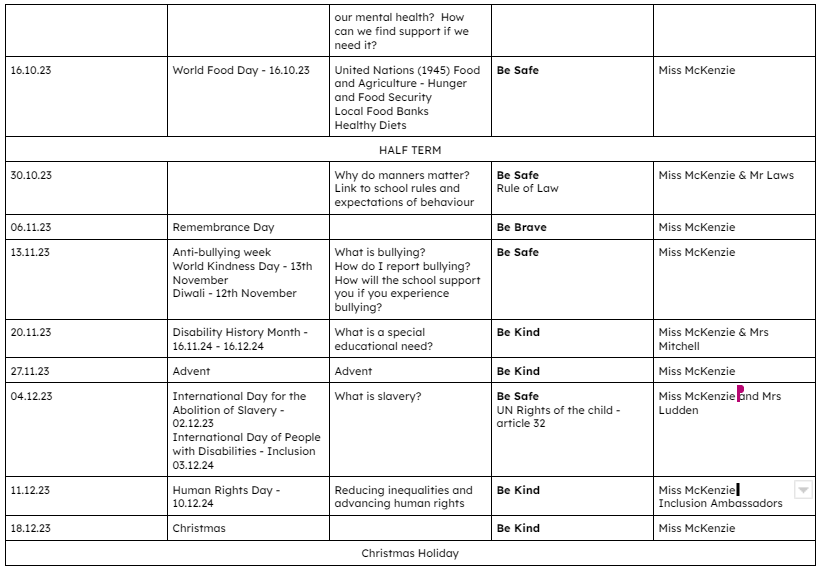 our mental health?  How
can we find support if we
need it?
16.10.23
World Food Day - 16.10.23
United Nations (1945) Food
and Agriculture - Hunger
and Food Security
Local Food Banks
Healthy Diets
Be Safe
Miss McKenzie
HALF TERM
30.10.23
Why do manners matter?
Link to school rules and
expectations of behaviour
Be Safe
Rule of Law
Miss McKenzie & Mr Laws
06.11.23
Remembrance Day
Be Brave
Miss McKenzie
13.11.23
Anti-bullying week
World Kindness Day - 13th
November
Diwali - 12th November
What is bullying?
How do I report bullying?
How will the school support
you if you experience
bullying?
Be Safe
Miss McKenzie
20.11.23
Disability History Month -
16.11.24 - 16.12.24
What is a special
educational need?
Be Kind
Miss McKenzie & Mrs
Mitchell
27.11.23
Advent
Advent
Be Kind
Miss McKenzie
04.12.23
International Day for the
Abolition of Slavery -
02.12.23
International Day of People
with Disabilities - Inclusion
03.12.24
What is slavery?
Be Safe
UN Rights of the child -
article 32
Miss McKenzie and Mrs
Ludden
11.12.23
Human Rights Day -
10.12.24
Reducing inequalities and
advancing human rights
Be Kind
Miss McKenzie
Inclusion Ambassadors
18.12.23
Christmas
Be Kind
Miss McKenzie
Christmas Holiday